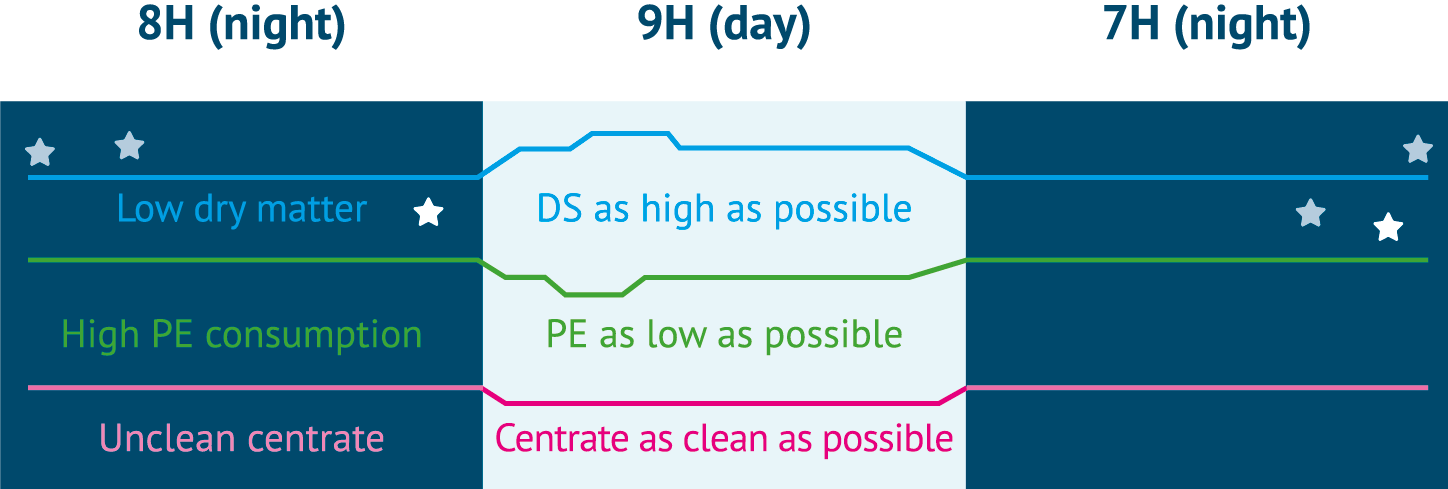 8H (night)
9H (day)
7H (night)
Low dry matter
DS as high as possible
High PE consumption
PE as low as possible
Unclean centrate
Centrate as clean as possible